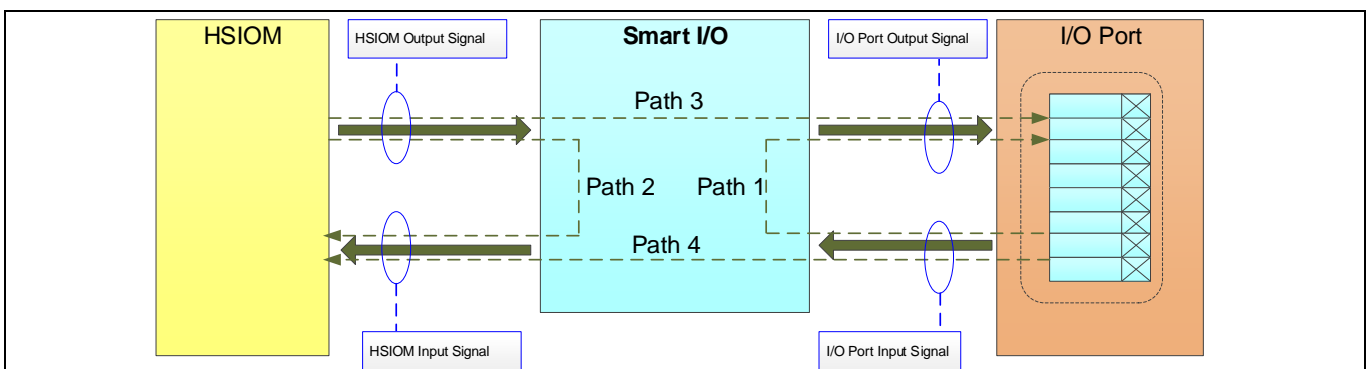 HSIOM
HSIOM Output Signal
Smart I/O
I/O Port Output Signal
I/O Port
Path 3
Path 2
Path 1
Path 4
HSIOM Input Signal
I/O Port Input Signal